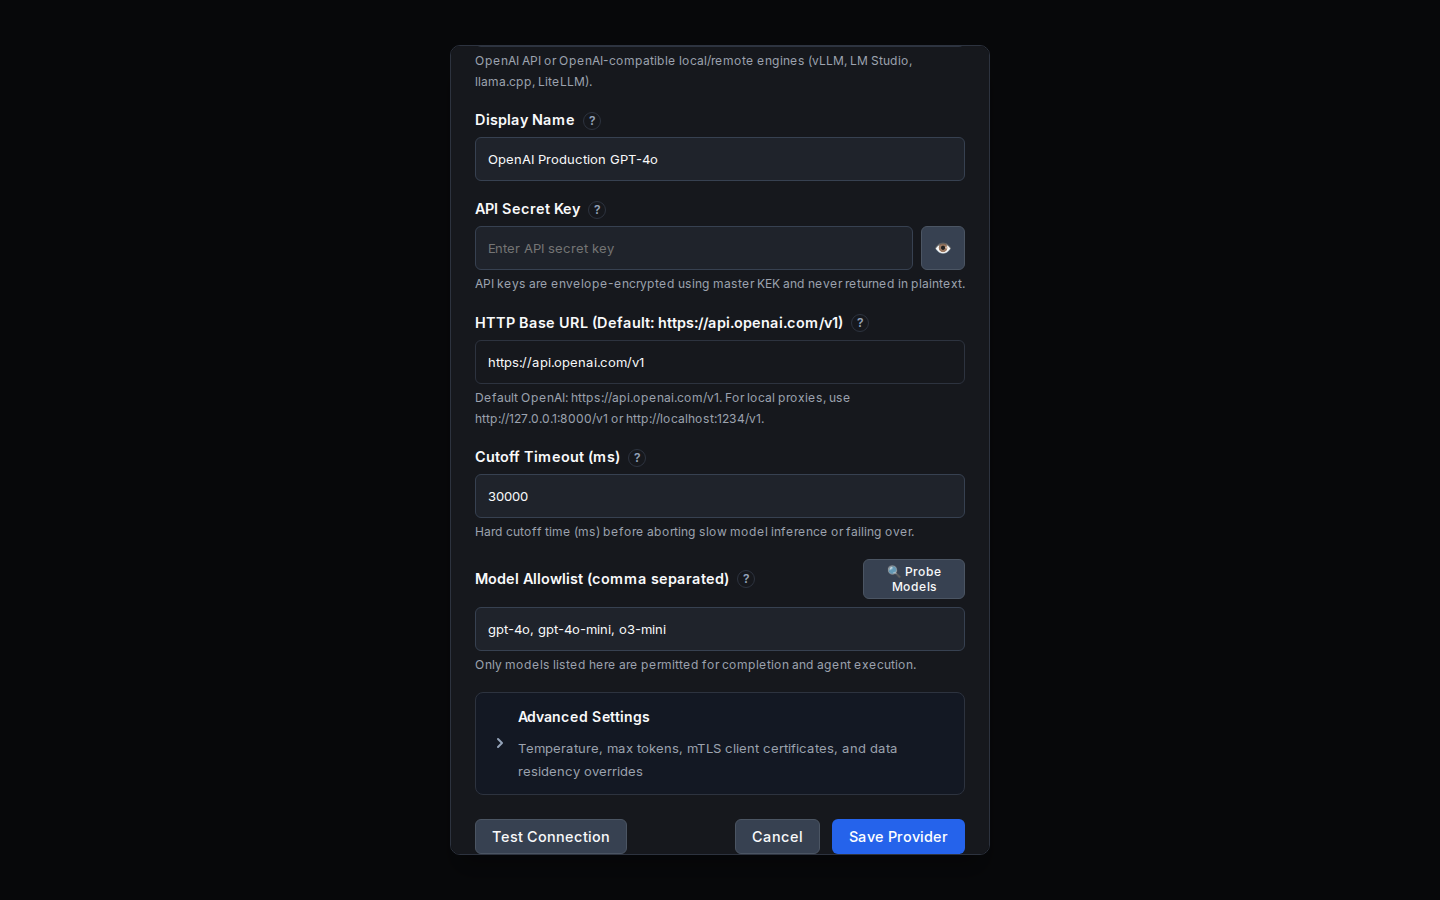 OpenAI API or OpenAI-compatible local/remote engines (vLLM, LM Studio,
llama.cpp, LiteLLM).
Display Name ?
OpenAI Production GPT-4o
API Secret Key ?
Enter API secret key
API keys are envelope-encrypted using master KEK and never returned in plaintext.
HTTP Base URL (Default: https://api.openai.com/v1) ?
https://api.openai.com/v1
Default OpenAI: https://api.openai.com/v1. For local proxies, use
http://127.0.0.1:8000/v1 or http://localhost:1234/v1.
Cutoff Timeout (ms) ?
30000
Hard cutoff time (ms) before aborting slow model inference or failing over.
Model Allowlist (comma separated) ?
🔍 Probe
Models
gpt-4o, gpt-4o-mini, o3-mini
Only models listed here are permitted for completion and agent execution.
Advanced Settings
Temperature, max tokens, mTLS client certificates, and data
residency overrides
Test Connection
Cancel
Save Provider